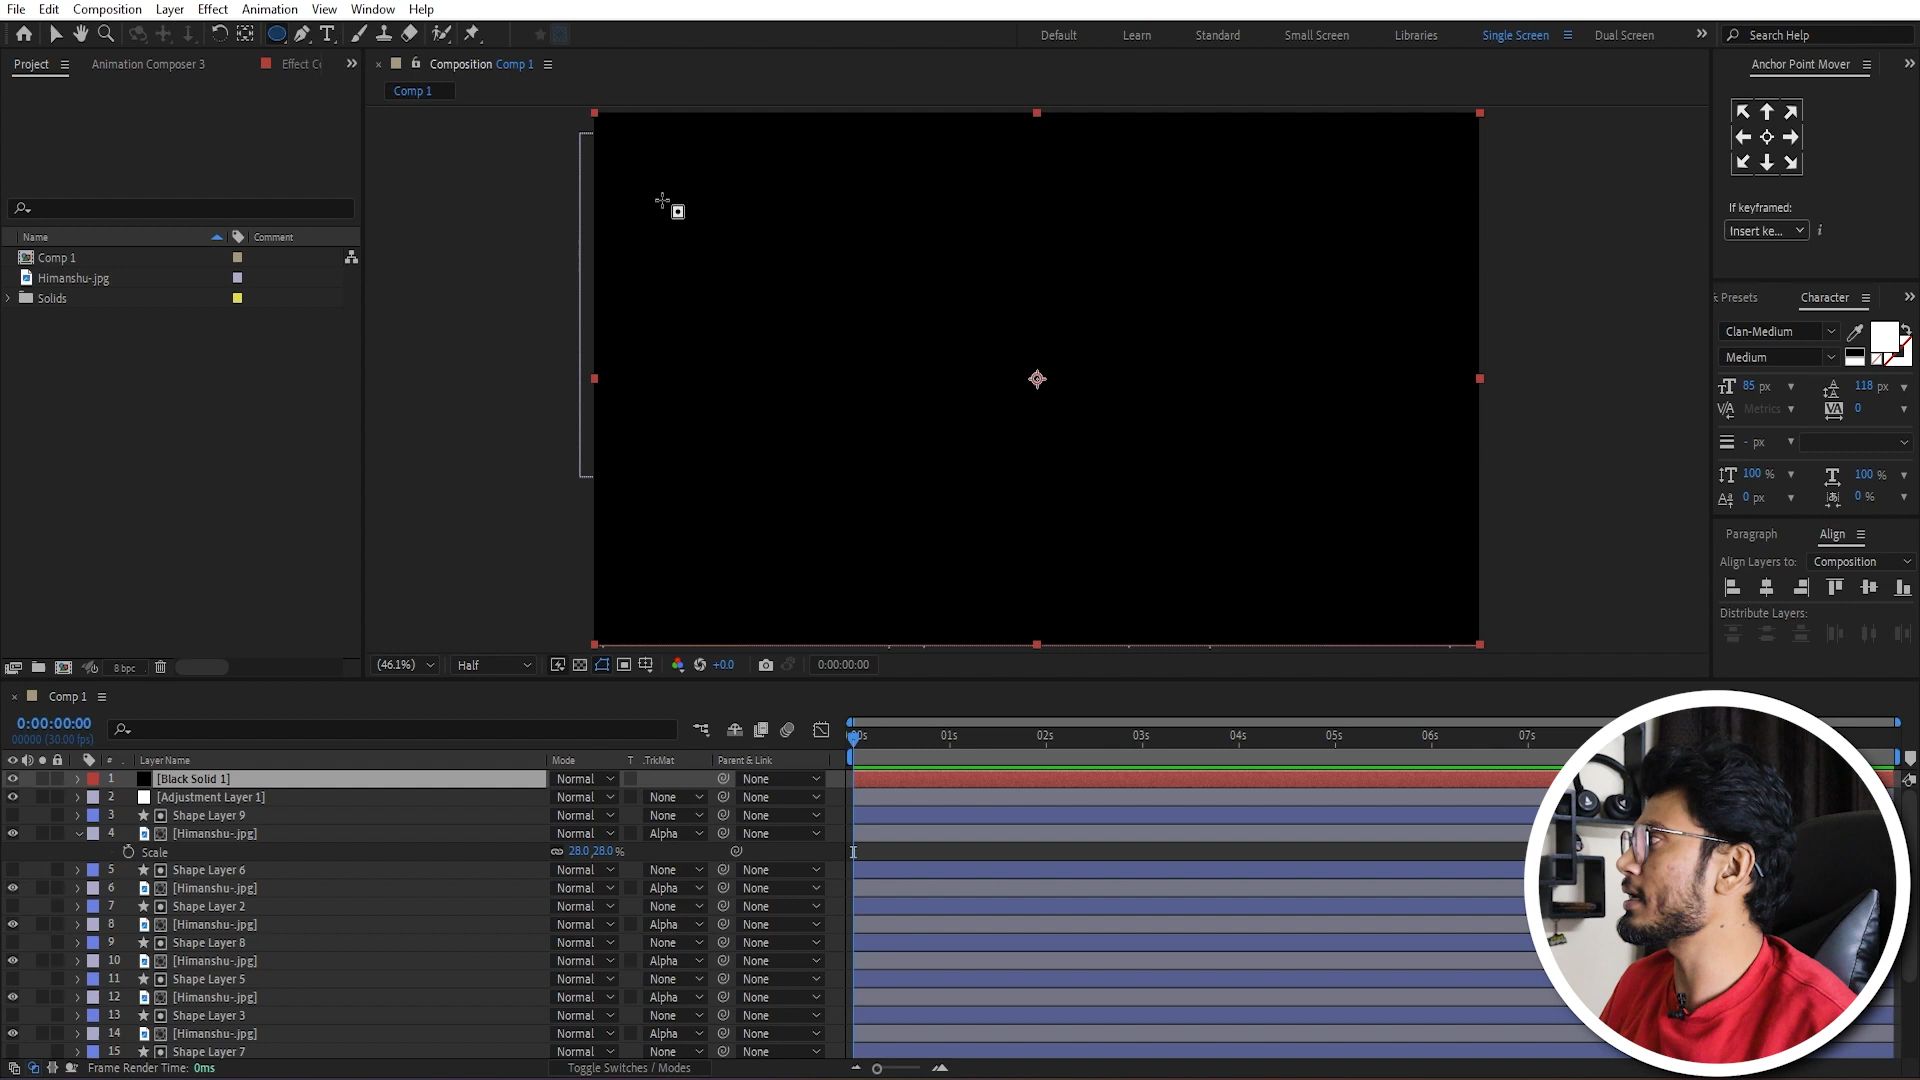 File Edit Composition Layer Effect Animation View Window Help
Default Learn Standard Small Screen Libraries Single Screen Dual Screen Search Help
Project Animation Composer 3 Effect Co
Composition Comp 1
Comp 1
Anchor Point Mover
If keyframed:
Insert ke...
Name Comment
Comp 1
Himanshu-.jpg
Solids
Presets Character
Clan-Medium
Medium
85 px 118 px
Metrics 0
- px
100 % 100 %
0 px 0 %
Paragraph Align
Align Layers to: Composition
Distribute Layers:
8 bpc
(46.1%) Half +0.0 0:00:00:00
Comp 1
0:00:00:00
00000 (30.00 fps)
01s 02s 03s 04s 05s 06s 07s
# Layer Name Mode T .TrkMat Parent & Link
1 [Black Solid 1] Normal None
2 [Adjustment Layer 1] Normal None None
3 Shape Layer 9 Normal None None
4 [Himanshu-.jpg] Normal Alpha None
Scale 28.0,28.0 %
5 Shape Layer 6 Normal None None
6 [Himanshu-.jpg] Normal Alpha None
7 Shape Layer 2 Normal None None
8 [Himanshu-.jpg] Normal Alpha None
9 Shape Layer 8 Normal None None
10 [Himanshu-.jpg] Normal Alpha None
11 Shape Layer 5 Normal None None
12 [Himanshu-.jpg] Normal Alpha None
13 Shape Layer 3 Normal None None
14 [Himanshu-.jpg] Normal Alpha None
15 Shape Layer 7 Normal None None
Frame Render Time: 0ms Toggle Switches / Modes